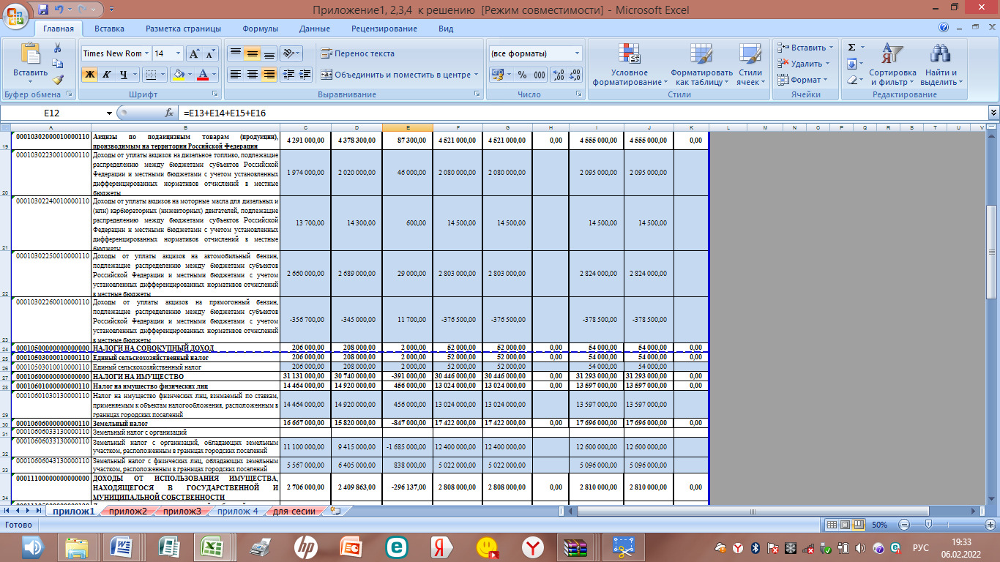 Приложение1, 2,3,4 к решению [Режим совместимости] - Microsoft Excel
Главная Вставка Разметка страницы Формулы Данные Рецензирование Вид
Times New Rom 14 Перенос текста (все форматы) Вставить Σ
Вставить Ж К Ч Объединить и поместить в центре % 000 Условное форматирование Форматировать как таблицу Стили ячеек Удалить Формат Сортировка и фильтр Найти и выделить
Буфер обмена Шрифт Выравнивание Число Стили Ячейки Редактирование
E12 fx =E13+E14+E15+E16
A B C D E F G H I J K L M N O P Q R S T U V
19 00010302000010000110 Акцизы по подакцизным товарам (продукции), 4 291 000,00 4 378 300,00 87 300,00 4 521 000,00 4 521 000,00 0,00 4 555 000,00 4 555 000,00 0,00
производимым на территории Российской Федерации
20 00010302230010000110 Доходы от уплаты акцизов на дизельное топливо, подлежащие
распределению между бюджетами субъектов Российской
Федерации и местными бюджетами с учетом установленных 1 974 000,00 2 020 000,00 46 000,00 2 080 000,00 2 080 000,00 2 095 000,00 2 095 000,00
дифференцированных нормативов отчислений в местные
бюджеты
21 00010302240010000110 Доходы от уплаты акцизов на моторные масла для дизельных и
(или) карбюраторных (инжекторных) двигателей, подлежащие
распределению между бюджетами субъектов Российской 13 700,00 14 300,00 600,00 14 500,00 14 500,00 14 500,00 14 500,00
Федерации и местными бюджетами с учетом установленных
дифференцированных нормативов отчислений в местные
бюджеты
22 00010302250010000110 Доходы от уплаты акцизов на автомобильный бензин,
подлежащие распределению между бюджетами субъектов
Российской Федерации и местными бюджетами с учетом 2 660 000,00 2 689 000,00 29 000,00 2 803 000,00 2 803 000,00 2 824 000,00 2 824 000,00
установленных дифференцированных нормативов отчислений
в местные бюджеты
23 00010302260010000110 Доходы от уплаты акцизов на прямогонный бензин,
подлежащие распределению между бюджетами субъектов
Российской Федерации и местными бюджетами с учетом -356 700,00 -345 000,00 11 700,00 -376 500,00 -376 500,00 -378 500,00 -378 500,00
установленных дифференцированных нормативов отчислений
в местные бюджеты
24 00010500000000000000 НАЛОГИ НА СОВОКУПНЫЙ ДОХОД 206 000,00 208 000,00 2 000,00 52 000,00 52 000,00 0,00 54 000,00 54 000,00 0,00
25 00010503000010000110 Единый сельскохозяйственный налог 206 000,00 208 000,00 2 000,00 52 000,00 52 000,00 0,00 54 000,00 54 000,00 0,00
26 00010503010010000110 Единый сельскохозяйственный налог 206 000,00 208 000,00 2 000,00 52 000,00 52 000,00 54 000,00 54 000,00
27 00010600000000000000 НАЛОГИ НА ИМУЩЕСТВО 31 131 000,00 30 740 000,00 -391 000,00 30 446 000,00 30 446 000,00 0,00 31 293 000,00 31 293 000,00 0,00
28 00010601000000000110 Налог на имущество физических лиц 14 464 000,00 14 920 000,00 456 000,00 13 024 000,00 13 024 000,00 0,00 13 597 000,00 13 597 000,00 0,00
29 00010601030130000110 Налог на имущество физических лиц, взимаемый по ставкам,
применяемым к объектам налогообложения, расположенным в 14 464 000,00 14 920 000,00 456 000,00 13 024 000,00 13 024 000,00 13 597 000,00 13 597 000,00
границах городских поселений
30 00010606000000000110 Земельный налог 16 667 000,00 15 820 000,00 -847 000,00 17 422 000,00 17 422 000,00 0,00 17 696 000,00 17 696 000,00 0,00
31 00010606033130000110 Земельный налог с организаций
32 00010606033130000110 Земельный налог с организаций, обладающих земельным 11 100 000,00 9 415 000,00 -1 685 000,00 12 400 000,00 12 400 000,00 12 600 000,00 12 600 000,00
участком, расположенным в границах городских поселений
33 00010606043130000110 Земельный налог с физических лиц, обладающих земельным 5 567 000,00 6 405 000,00 838 000,00 5 022 000,00 5 022 000,00 5 096 000,00 5 096 000,00
участком, расположенным в границах городских поселений
34 00011100000000000000 ДОХОДЫ ОТ ИСПОЛЬЗОВАНИЯ ИМУЩЕСТВА,
НАХОДЯЩЕГОСЯ В ГОСУДАРСТВЕННОЙ И 2 706 000,00 2 409 863,00 -296 137,00 2 808 000,00 2 808 000,00 0,00 2 810 000,00 2 810 000,00 0,00
МУНИЦИПАЛЬНОЙ СОБСТВЕННОСТИ
прилож1 прилож2 прилож3 прилож 4 для сесии
Готово 50%
РУС 19:33
06.02.2022